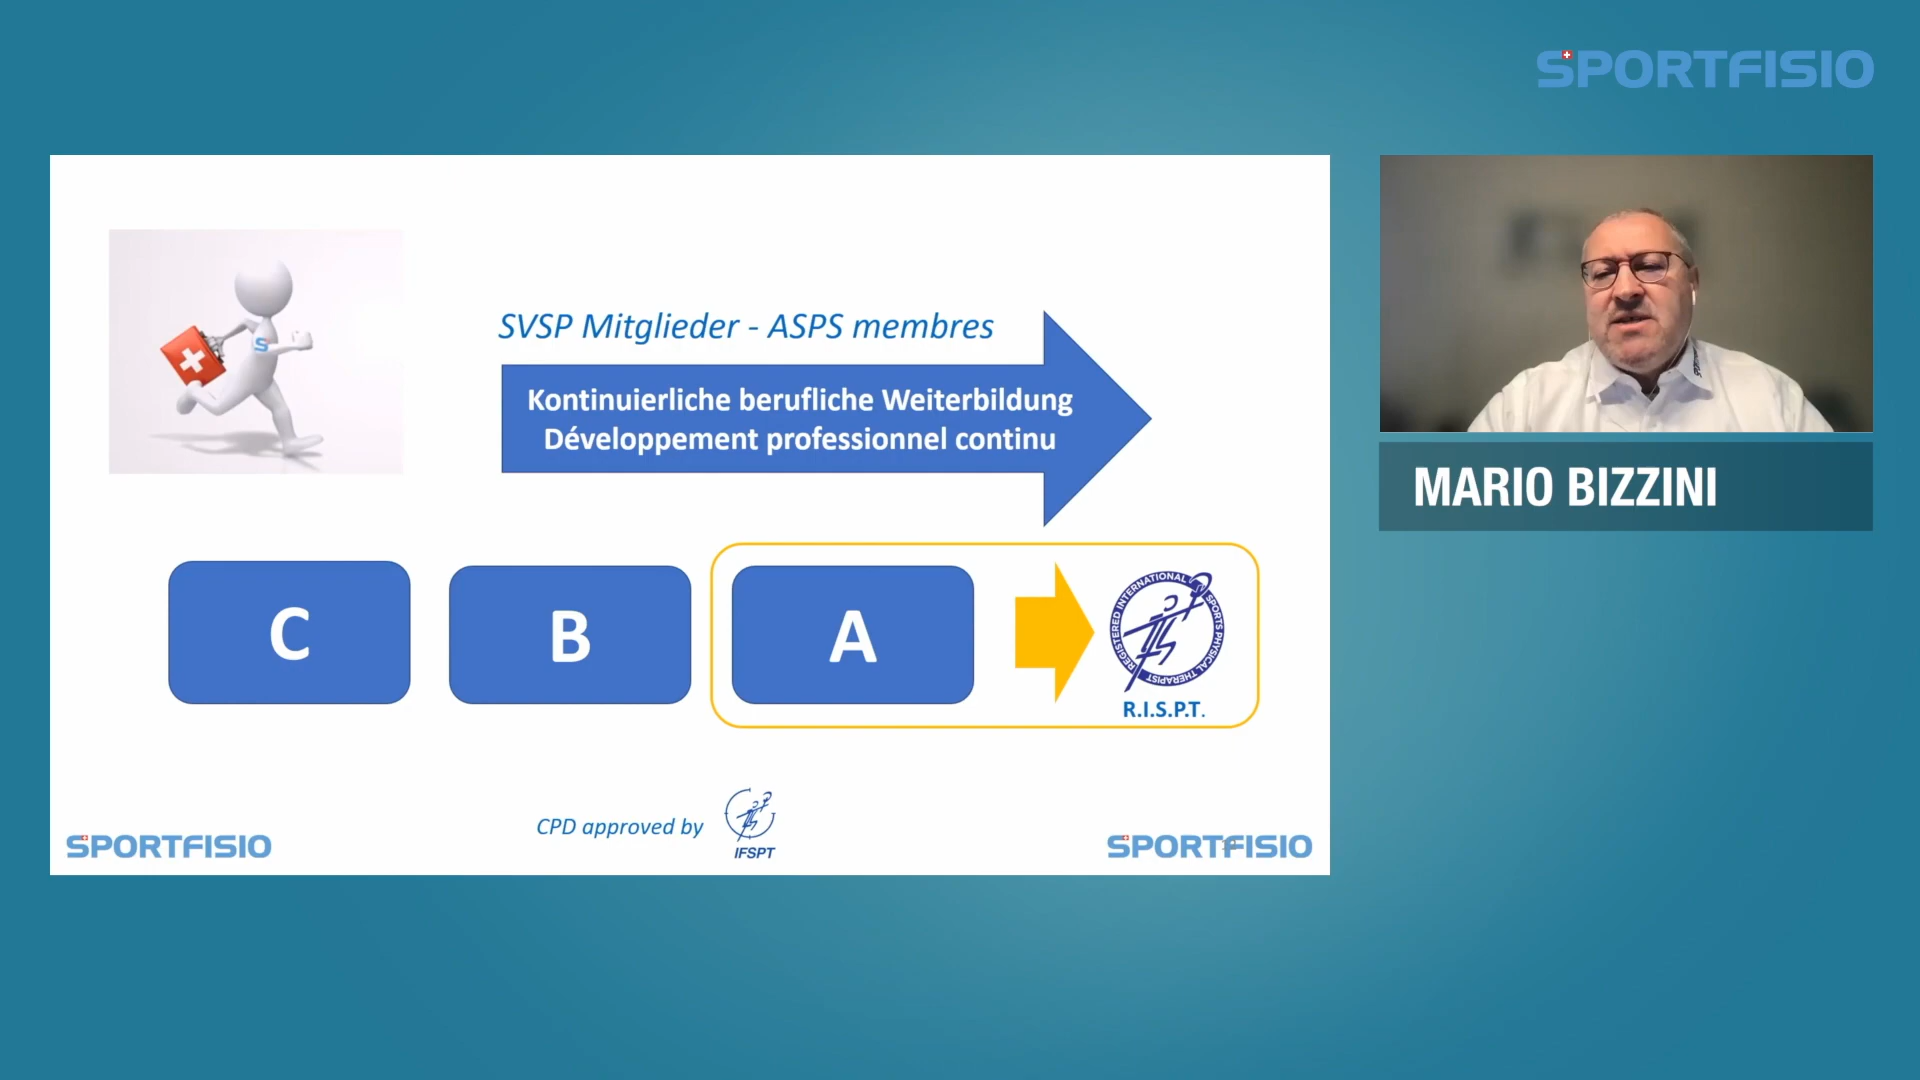 SPORTFISIO
SVSP Mitglieder - ASPS membres
Kontinuierliche berufliche Weiterbildung
Développement professionnel continu
MARIO BIZZINI
C
B
A
REGISTERED INTERNATIONAL SPORTS PHYSICAL THERAPIST
R.I.S.P.T.
CPD approved by
IFSPT
SPORTFISIO
SPORTFISIO